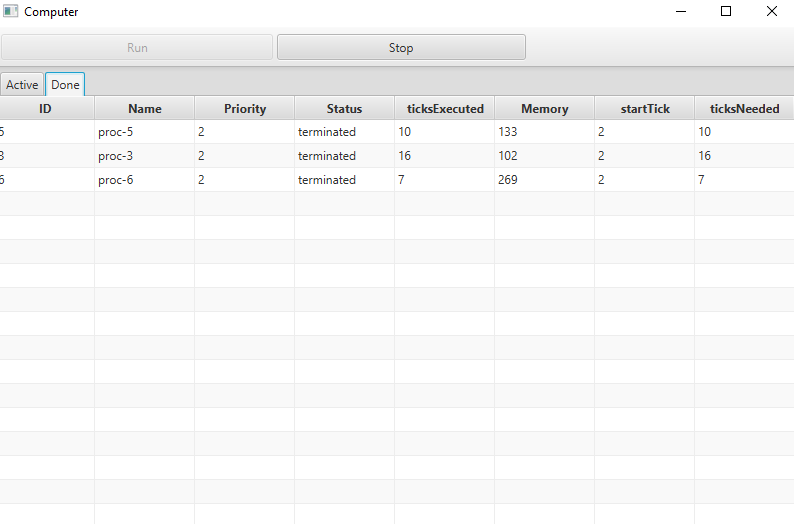 Computer
Run Stop
Active Done
ID Name Priority Status ticksExecuted Memory startTick ticksNeeded
5 proc-5 2 terminated 10 133 2 10
3 proc-3 2 terminated 16 102 2 16
6 proc-6 2 terminated 7 269 2 7